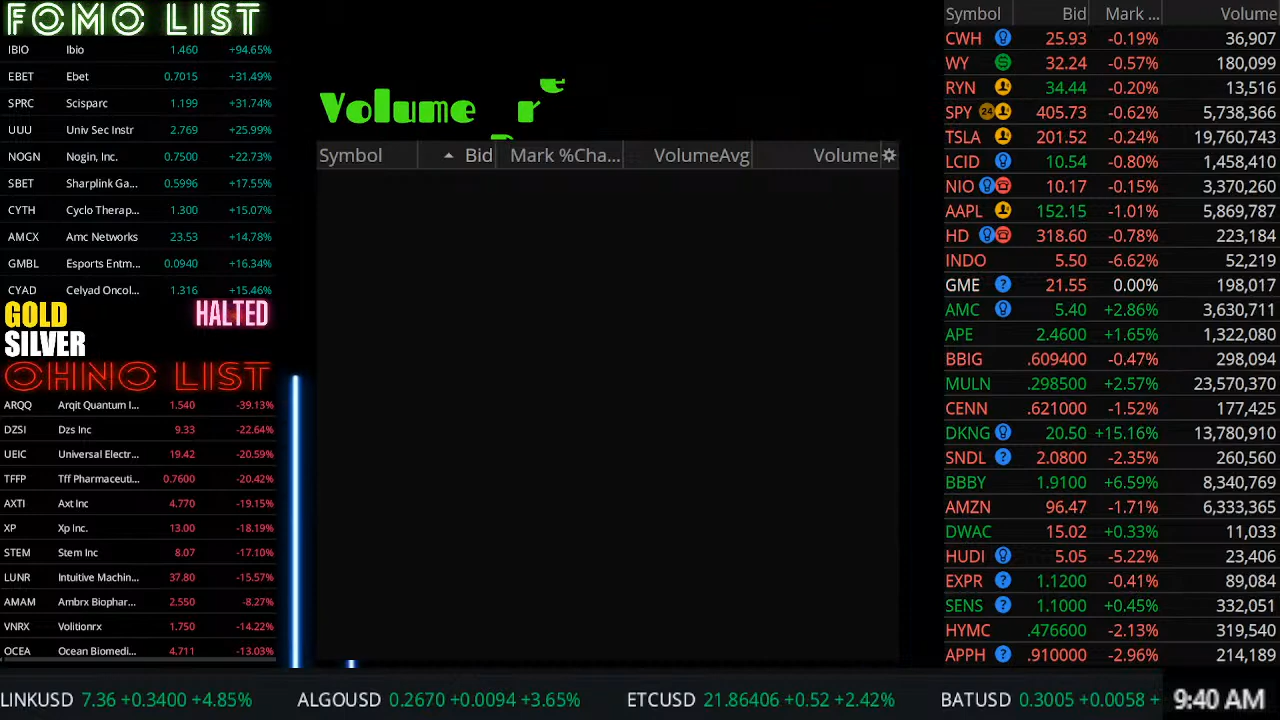 FOMO LIST
IBIO Ibio 1.460 +94.65%
EBET Ebet 0.7015 +31.49%
SPRC Scisparc 1.199 +31.74%
UUU Univ Sec Instr 2.769 +25.99%
NOGN Nogin, Inc. 0.7500 +22.73%
SBET Sharplink Ga... 0.5996 +17.55%
CYTH Cyclo Therap... 1.300 +15.07%
AMCX Amc Networks 23.53 +14.78%
GMBL Esports Entm... 0.0940 +16.34%
CYAD Celyad Oncol... 1.316 +15.46%
GOLD HALTED
SILVER
OHNO LIST
ARQQ Arqit Quantum I... 1.540 -39.13%
DZSI Dzs Inc 9.33 -22.64%
UEIC Universal Electr... 19.42 -20.59%
TFFP Tff Pharmaceuti... 0.7600 -20.42%
AXTI Axt Inc 4.770 -19.15%
XP Xp Inc. 13.00 -18.19%
STEM Stem Inc 8.07 -17.10%
LUNR Intuitive Machin... 37.80 -15.57%
AMAM Ambrx Biophar... 2.550 -8.27%
VNRX Volitionrx 1.750 -14.22%
OCEA Ocean Biomedi... 4.711 -13.03%
Volume
Symbol Bid Mark %Cha... VolumeAvg Volume
Symbol Bid Mark ... Volume
CWH 25.93 -0.19% 36,907
WY 32.24 -0.57% 180,099
RYN 34.44 -0.20% 13,516
SPY 24 405.73 -0.62% 5,738,366
TSLA 201.52 -0.24% 19,760,743
LCID 10.54 -0.80% 1,458,410
NIO 10.17 -0.15% 3,370,260
AAPL 152.15 -1.01% 5,869,787
HD 318.60 -0.78% 223,184
INDO 5.50 -6.62% 52,219
GME ? 21.55 0.00% 198,017
AMC 5.40 +2.86% 3,630,711
APE 2.4600 +1.65% 1,322,080
BBIG .609400 -0.47% 298,094
MULN .298500 +2.57% 23,570,370
CENN .621000 -1.52% 177,425
DKNG 20.50 +15.16% 13,780,910
SNDL ? 2.0800 -2.35% 260,560
BBBY 1.9100 +6.59% 8,340,769
AMZN 96.47 -1.71% 6,333,365
DWAC 15.02 +0.33% 11,033
HUDI 5.05 -5.22% 23,406
EXPR ? 1.1200 -0.41% 89,084
SENS ? 1.1000 +0.45% 332,051
HYMC .476600 -2.13% 319,540
APPH ? .910000 -2.96% 214,189
LINKUSD 7.36 +0.3400 +4.85% ALGOUSD 0.2670 +0.0094 +3.65% ETCUSD 21.86406 +0.52 +2.42% BATUSD 0.3005 +0.0058 + 9:40 AM